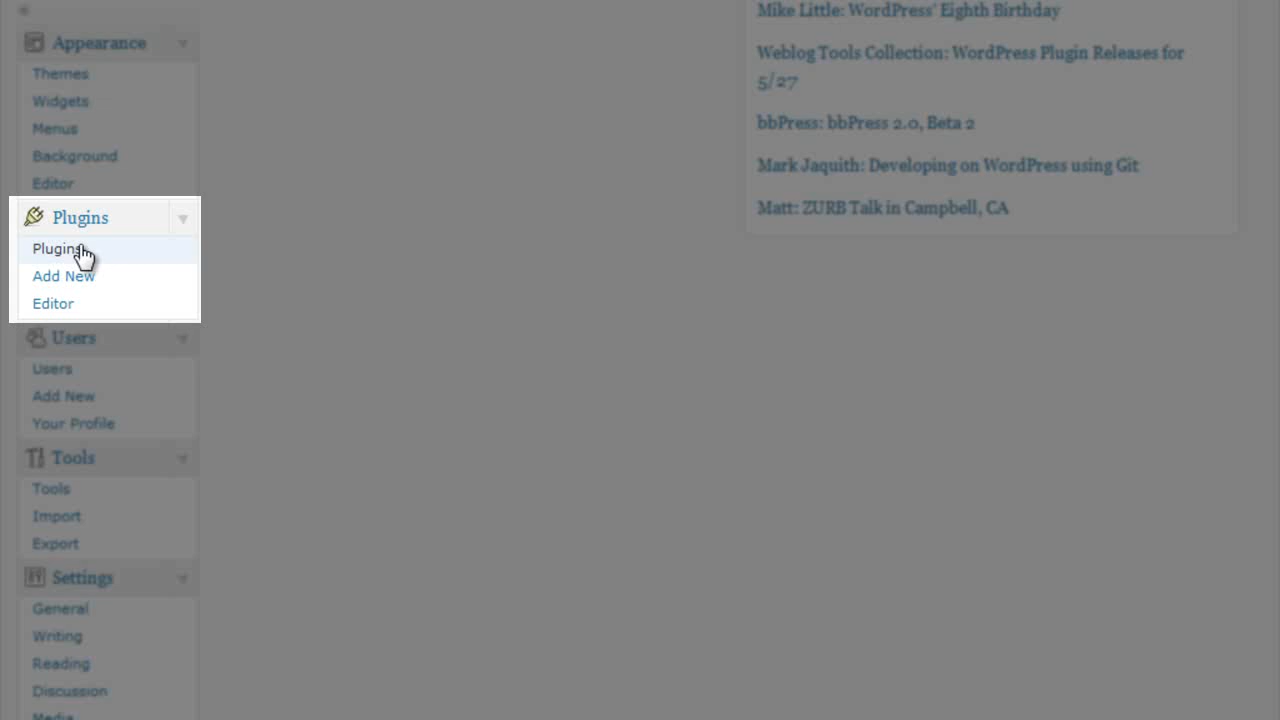 Appearance
Themes
Widgets
Menus
Background
Editor
Plugins
Plugins
Add New
Editor
Users
Users
Add New
Your Profile
Tools
Tools
Import
Export
Settings
General
Writing
Reading
Discussion
Media
Mike Little: WordPress' Eighth Birthday
Weblog Tools Collection: WordPress Plugin Releases for
5/27
bbPress: bbPress 2.0, Beta 2
Mark Jaquith: Developing on WordPress using Git
Matt: ZURB Talk in Campbell, CA